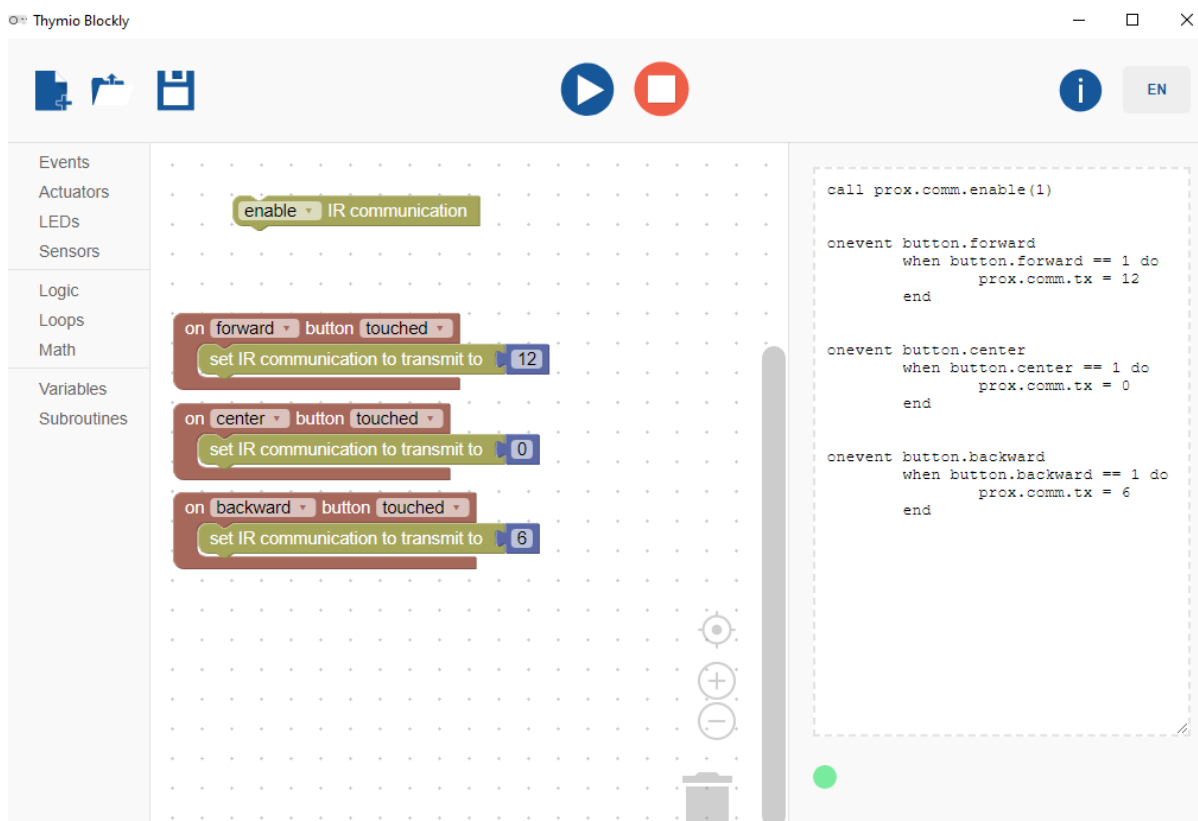 Thymio Blockly
EN
Events
Actuators
LEDs
Sensors
Logic
Loops
Math
Variables
Subroutines
enable IR communication
on forward button touched
set IR communication to transmit to 12
on center button touched
set IR communication to transmit to 0
on backward button touched
set IR communication to transmit to 6
call prox.comm.enable(1)
onevent button.forward
when button.forward == 1 do
prox.comm.tx = 12
end
onevent button.center
when button.center == 1 do
prox.comm.tx = 0
end
onevent button.backward
when button.backward == 1 do
prox.comm.tx = 6
end